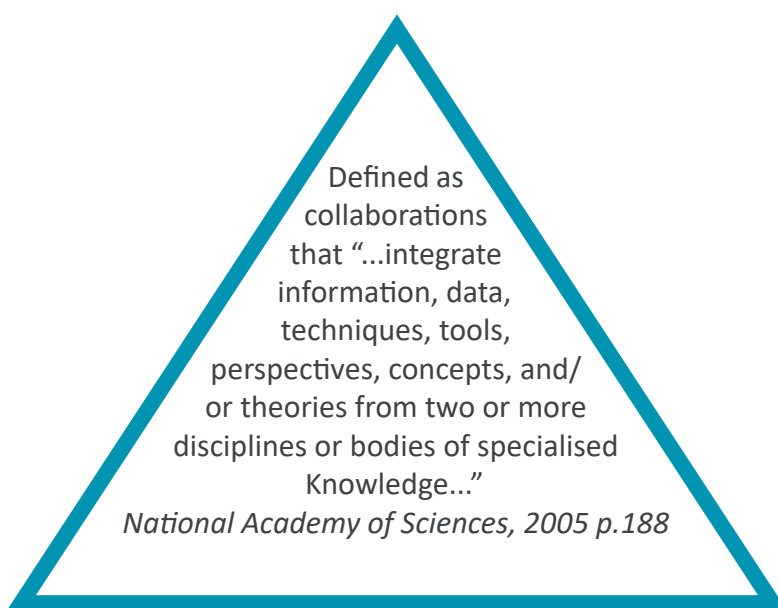 Defined as
collaborations
that “...integrate
information, data,
techniques, tools,
perspectives, concepts, and/
or theories from two or more
disciplines or bodies of specialised
Knowledge...”
National Academy of Sciences, 2005 p.188